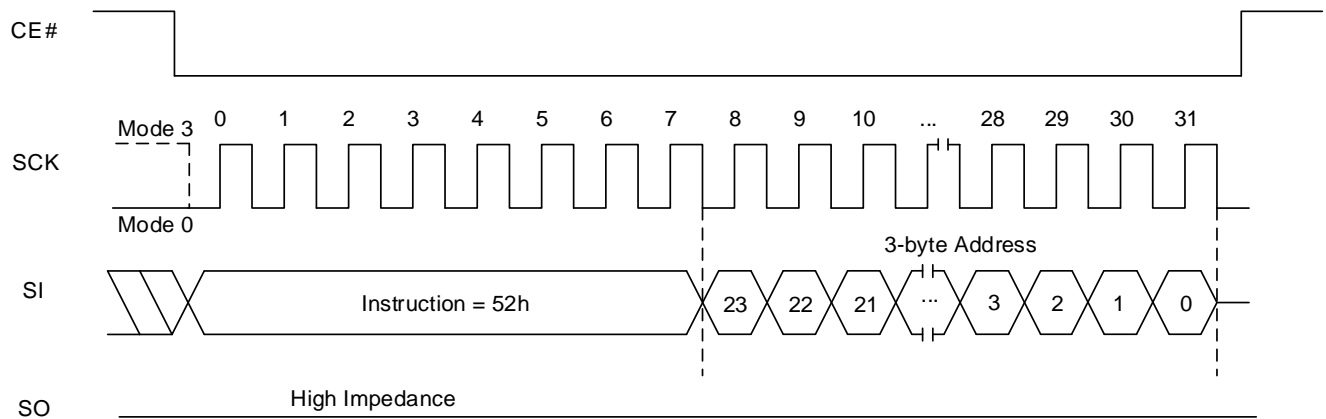 CE#
0 1 2 3 4 5 6 7 8 9 10 ... 28 29 30 31
Mode 3
SCK
Mode 0
3-byte Address
SI
Instruction = 52h 23 22 21 ... 3 2 1 0
High Impedance
SO